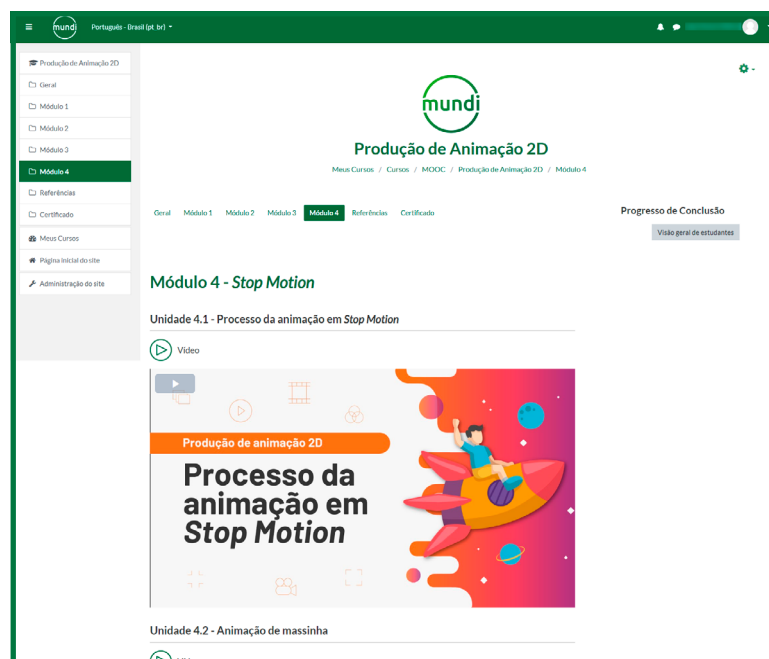 mundi
Português - Brasil (pt_br)
Produção de Animação 2D
Geral
Módulo 1
Módulo 2
Módulo 3
Módulo 4
Referências
Certificado
Meus Cursos
Página inicial do site
Administração do site
mundi
Produção de Animação 2D
Meus Cursos / Cursos / MOOC / Produção de Animação 2D / Módulo 4
Geral Módulo 1 Módulo 2 Módulo 3 Módulo 4 Referências Certificado
Progresso de Conclusão
Visão geral de estudantes
Módulo 4 - Stop Motion
Unidade 4.1 - Processo da animação em Stop Motion
Vídeo
Produção de animação 2D
Processo da
animação em
Stop Motion
Unidade 4.2 - Animação de massinha